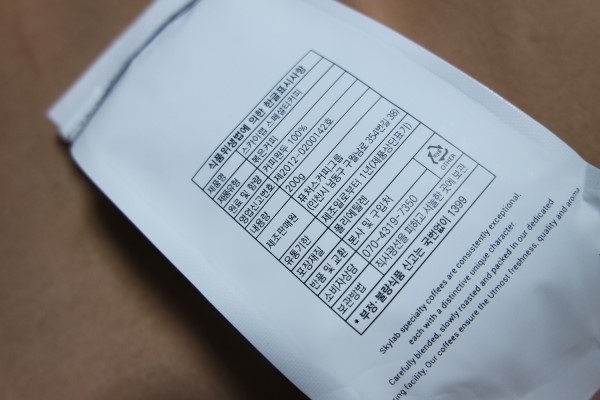 식품위생법에 의한 한글표시사항
제품명 스카이랩 스페셜티커피
제품유형 볶은커피
원료 및 함량 커피원두 100%
영업신고번호 제2012-0200142호
내용량 200g
제조판매원 퓨처스커피그룹
(인천시 남동구 구월남로 354번길 38)
유통기한 제조일로부터 1년(제품상단표기)
포장재질 폴리에틸렌
반품 및 교환 본사 및 구입처
소비자상담 070-4319-7350
보관방법 직사광선을 피하고 서늘한 곳에 보관
* 부정·불량식품 신고는 국번없이 1399
OTHER
Skylab specialty coffees are consistently exceptional,
each with a distinctive unique character.
Carefully blended, slowly roasted and packed in our dedicated
facility. Our coffees ensure the Utmost freshness, quality and aroma